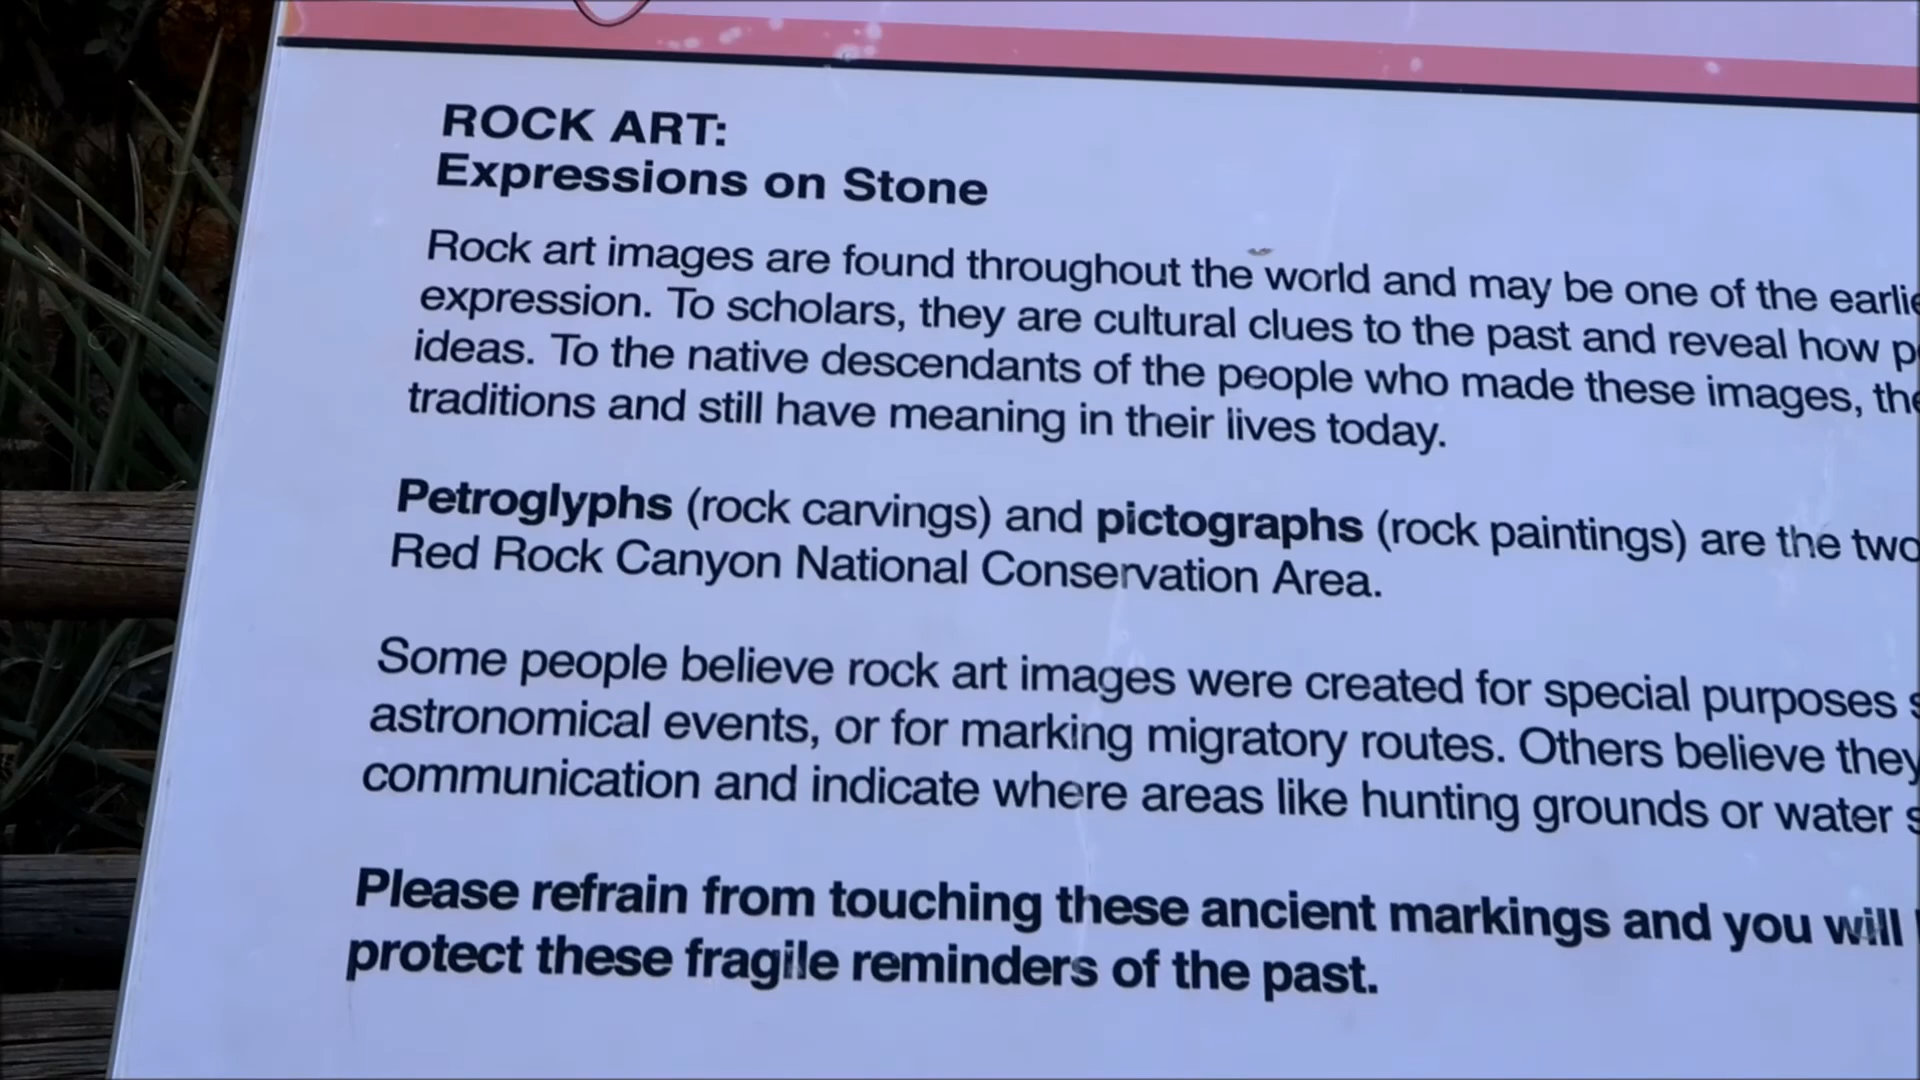 ROCK ART:
Expressions on Stone
Rock art images are found throughout the world and may be one of the
expression. To scholars, they are cultural clues to the past and reveal how
ideas. To the native descendants of the people who made these images,
traditions and still have meaning in their lives today.
Petroglyphs (rock carvings) and pictographs (rock paintings) are the two
Red Rock Canyon National Conservation Area.
Some people believe rock art images were created for special purposes
astronomical events, or for marking migratory routes. Others believe they
communication and indicate where areas like hunting grounds or water
Please refrain from touching these ancient markings and you will
protect these fragile reminders of the past.